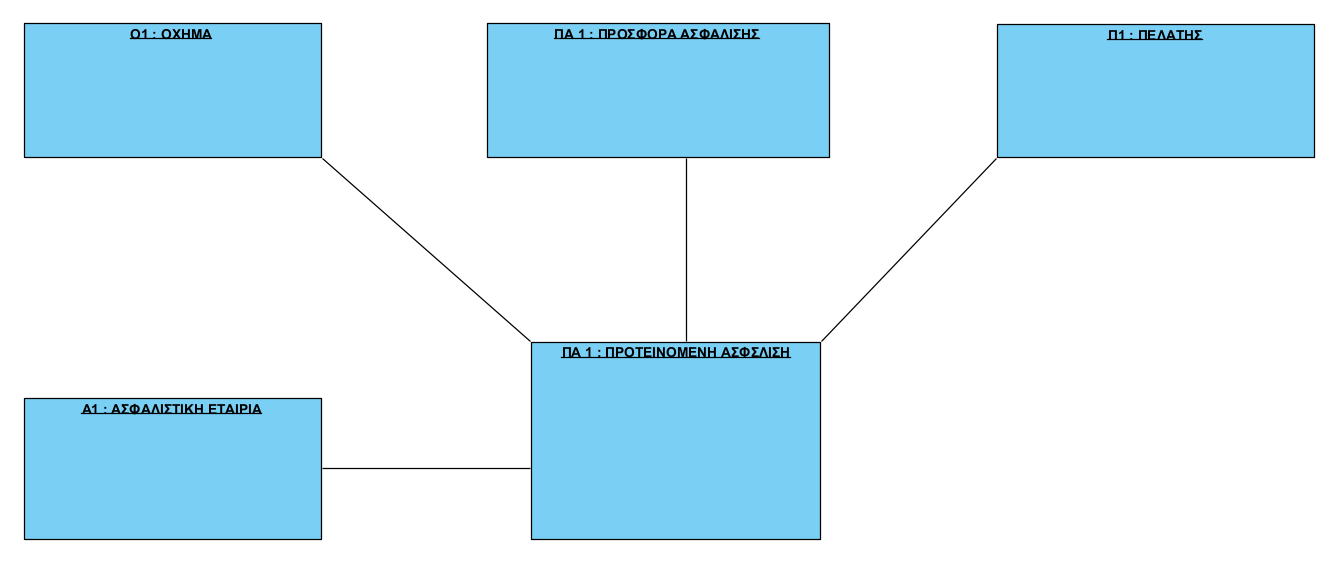 Ο1 : ΟΧΗΜΑ
ΠΑ 1 : ΠΡΟΣΦΟΡΑ ΑΣΦΑΛΙΣΗΣ
Π1 : ΠΕΛΑΤΗΣ
ΠΑ 1 : ΠΡΟΤΕΙΝΟΜΕΝΗ ΑΣΦΣΛΙΣΗ
Α1 : ΑΣΦΑΛΙΣΤΙΚΗ ΕΤΑΙΡΙΑ